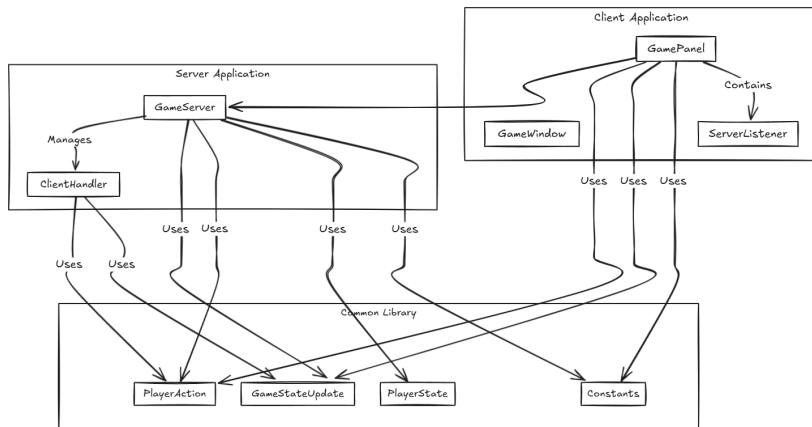 Client Application
GamePanel
Server Application
Contains
GameServer
GameWindow
ServerListener
Manages
ClientHandler
Uses
Uses
Uses
Uses
Uses
Uses
Uses
Uses
Uses
Common Library
PlayerAction
GameStateUpdate
PlayerState
Constants